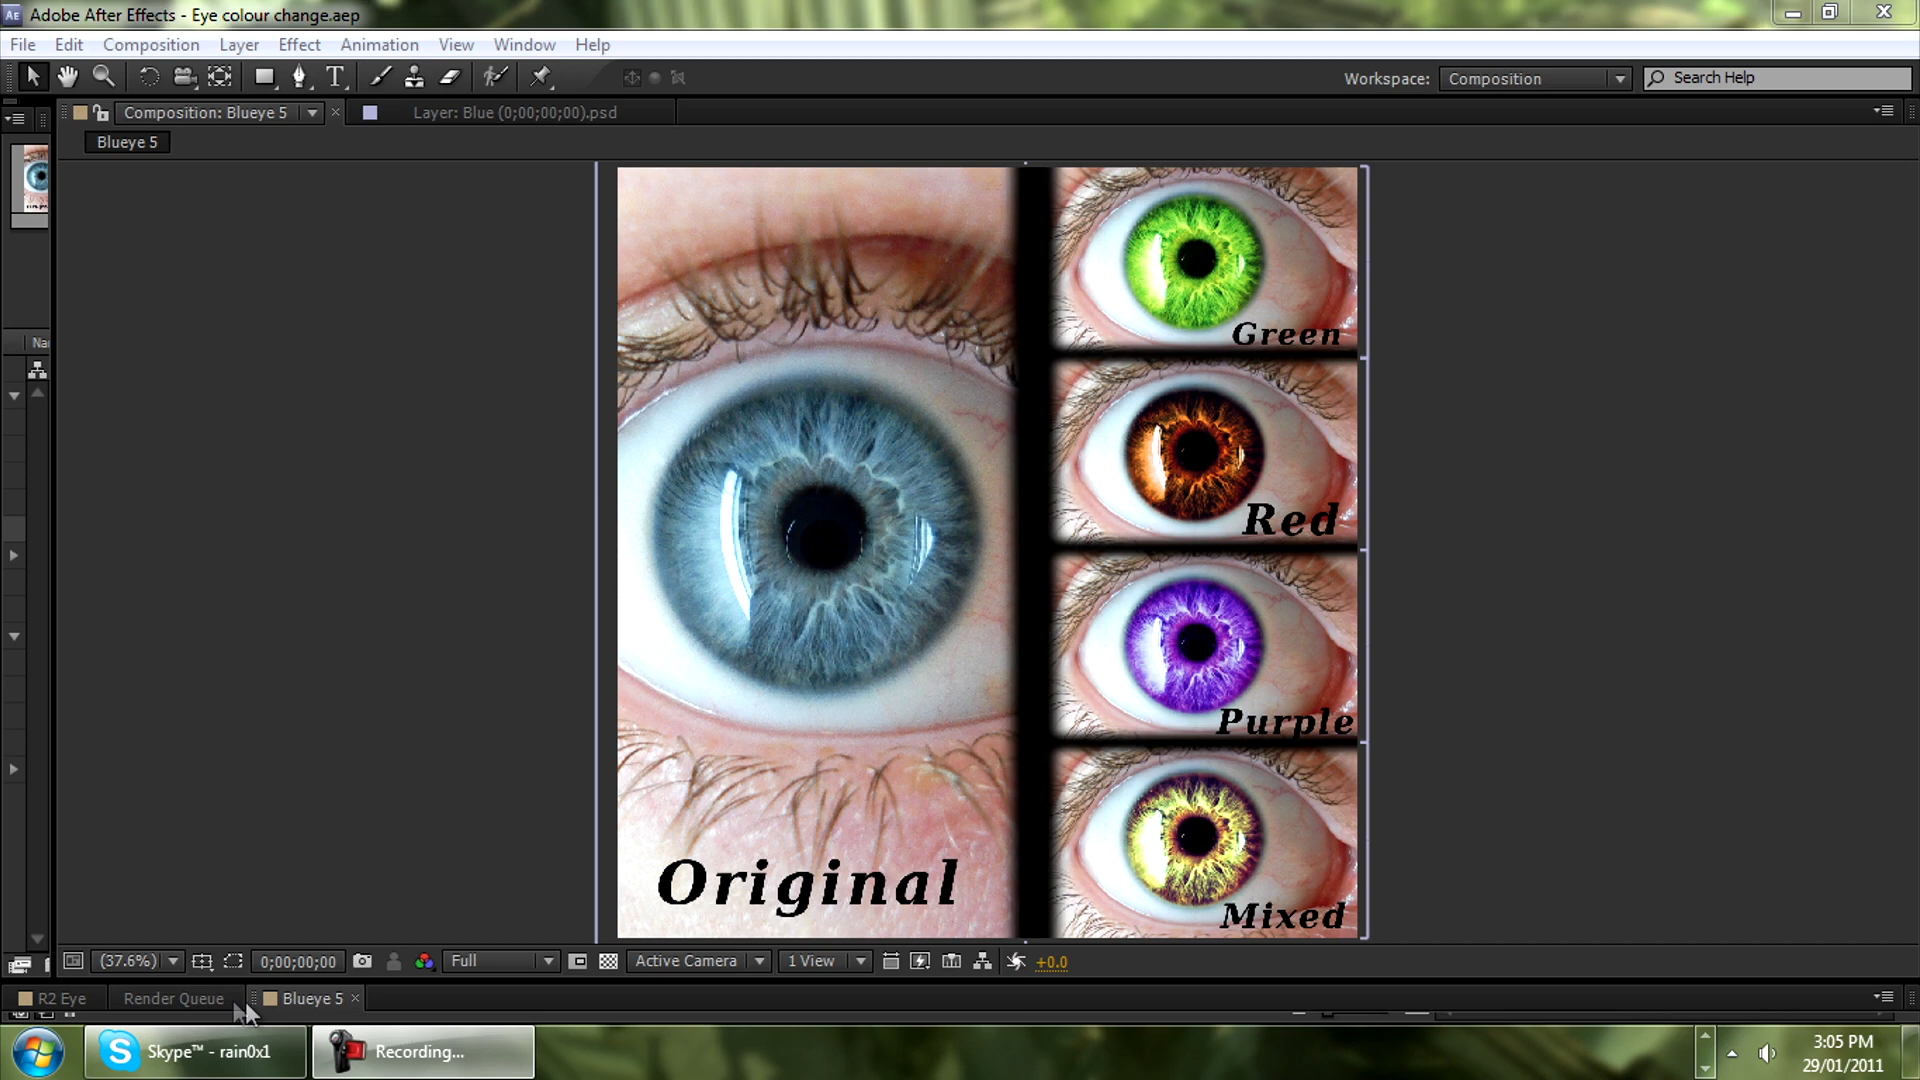 Ae Adobe After Effects - Eye colour change.aep
File Edit Composition Layer Effect Animation View Window Help
Workspace: Composition Search Help
Composition: Blueye 5 Layer: Blue (0;00;00;00).psd
Blueye 5
Green
Red
Purple
Mixed
Original
(37.6%) 0;00;00;00 Full Active Camera 1 View +0.0
R2 Eye Render Queue Blueye 5
Skype™ - rain0x1 Recording...
3:05 PM
29/01/2011